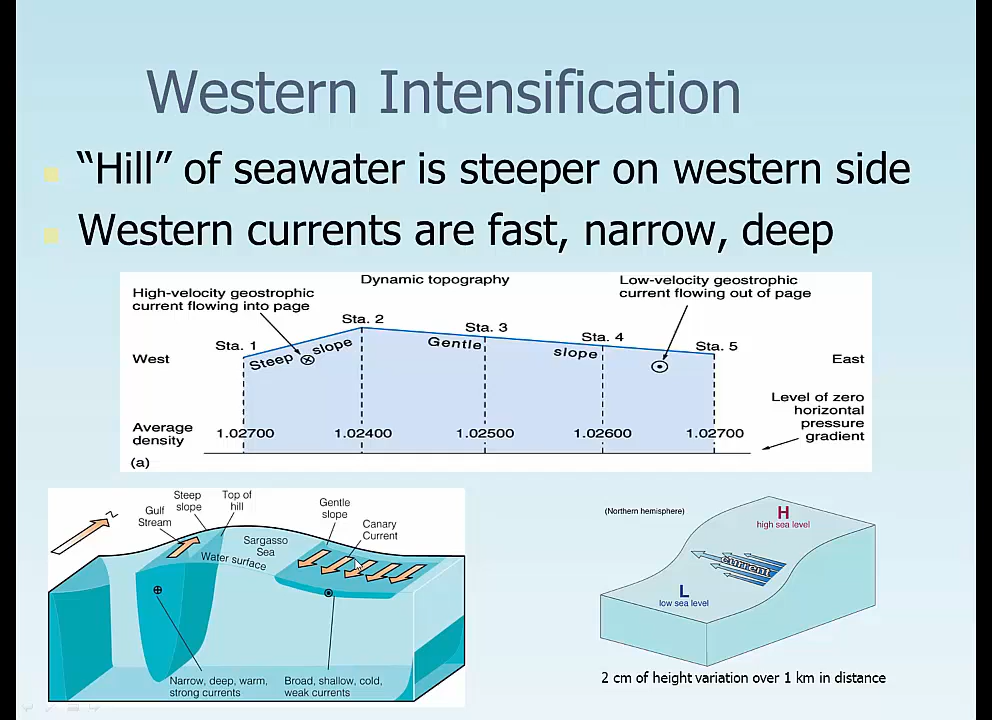 Western Intensification
“Hill” of seawater is steeper on western side
Western currents are fast, narrow, deep
Dynamic topography
High-velocity geostrophic
current flowing into page
Low-velocity geostrophic
current flowing out of page
Sta. 1
Sta. 2
Sta. 3
Sta. 4
Sta. 5
West
Steep slope
Gentle slope
East
Level of zero
horizontal
pressure
gradient
Average
density
1.02700
1.02400
1.02500
1.02600
1.02700
(a)
N
Gulf
Stream
Steep
slope
Top of
hill
Sargasso
Sea
Water surface
Gentle
slope
Canary
Current
Narrow, deep, warm,
strong currents
Broad, shallow, cold,
weak currents
(Northern hemisphere)
H
high sea level
current
L
low sea level
2 cm of height variation over 1 km in distance